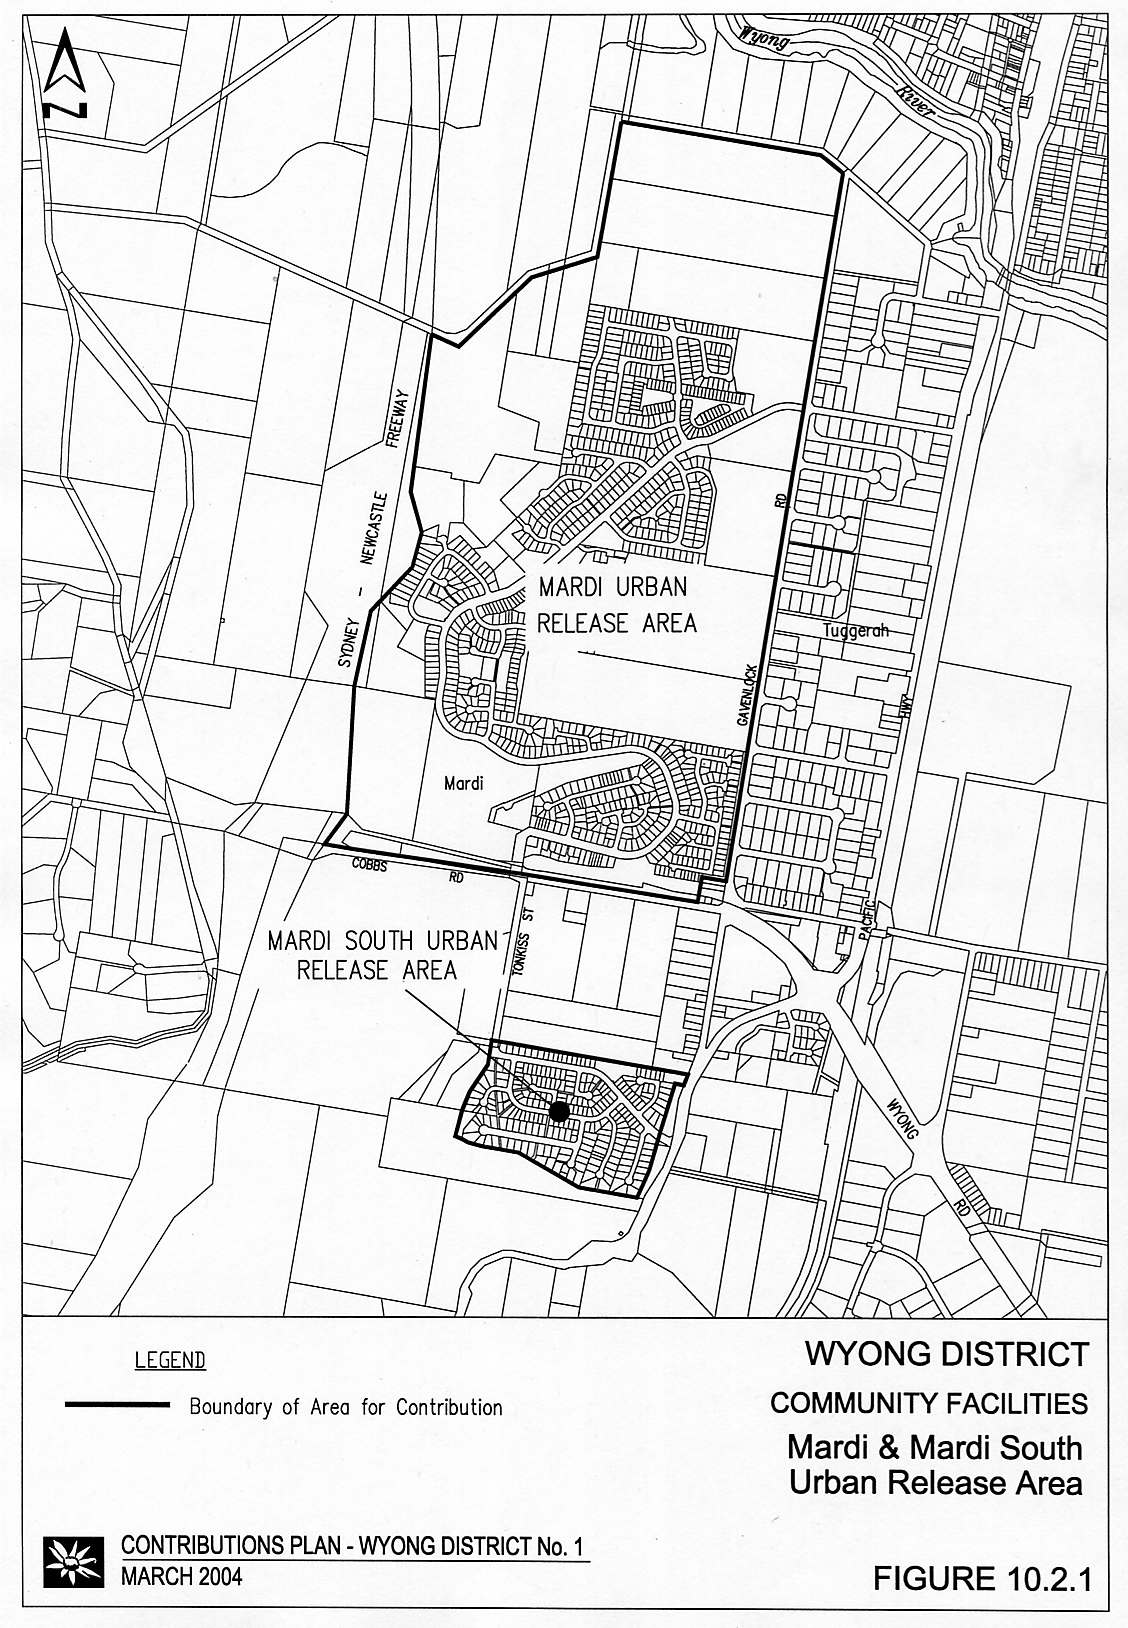 Wyong
River
N
SYDNEY - NEWCASTLE FREEWAY
RD
MARDI URBAN
RELEASE AREA
Tuggerah
GAVENLOCK
HWY
Mardi
COBBS RD
PACIFIC
TONKISS ST
MARDI SOUTH URBAN
RELEASE AREA
WYONG
RD
LEGEND
Boundary of Area for Contribution
WYONG DISTRICT
COMMUNITY FACILITIES
Mardi & Mardi South
Urban Release Area
CONTRIBUTIONS PLAN - WYONG DISTRICT No. 1
MARCH 2004
FIGURE 10.2.1